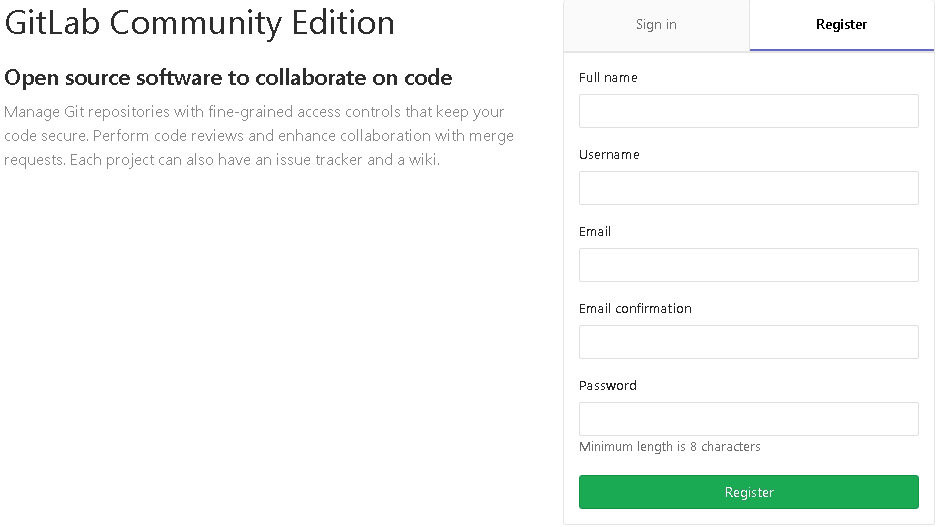 GitLab Community Edition
Open source software to collaborate on code
Manage Git repositories with fine-grained access controls that keep your
code secure. Perform code reviews and enhance collaboration with merge
requests. Each project can also have an issue tracker and a wiki.
Sign in
Register
Full name
Username
Email
Email confirmation
Password
Minimum length is 8 characters
Register